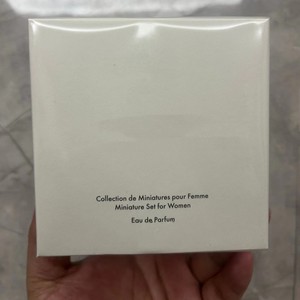 Collection de Miniatures pour Femme
Miniature Set for Women
Eau de Parfum